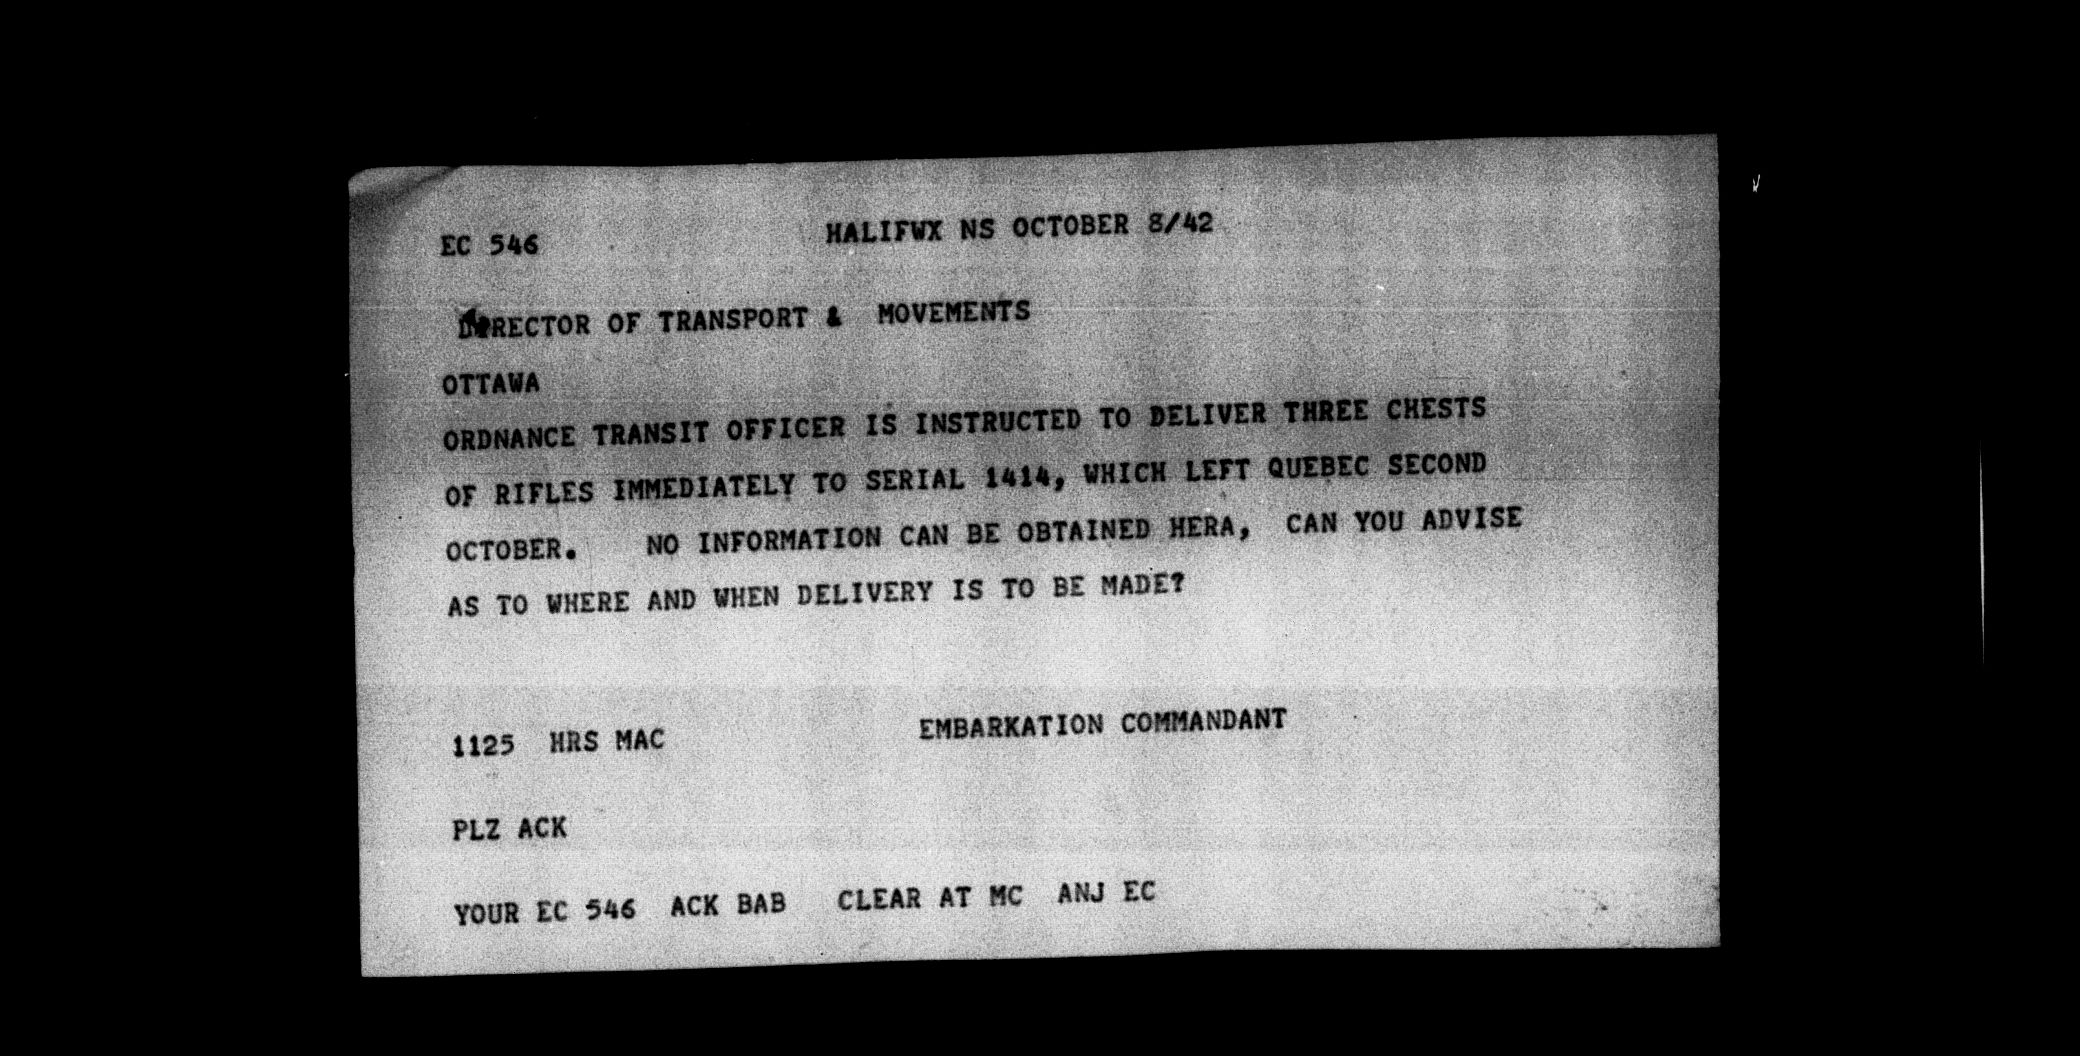 EC 546 HALIFWX NS OCTOBER 8/42
DIRECTOR OF TRANSPORT & MOVEMENTS
OTTAWA
ORDNANCE TRANSIT OFFICER IS INSTRUCTED TO DELIVER THREE CHESTS
OF RIFLES IMMEDIATELY TO SERIAL 1414, WHICH LEFT QUEBEC SECOND
OCTOBER. NO INFORMATION CAN BE OBTAINED HERA, CAN YOU ADVISE
AS TO WHERE AND WHEN DELIVERY IS TO BE MADE?
1125 HRS MAC EMBARKATION COMMANDANT
PLZ ACK
YOUR EC 546 ACK BAB CLEAR AT MC ANJ EC